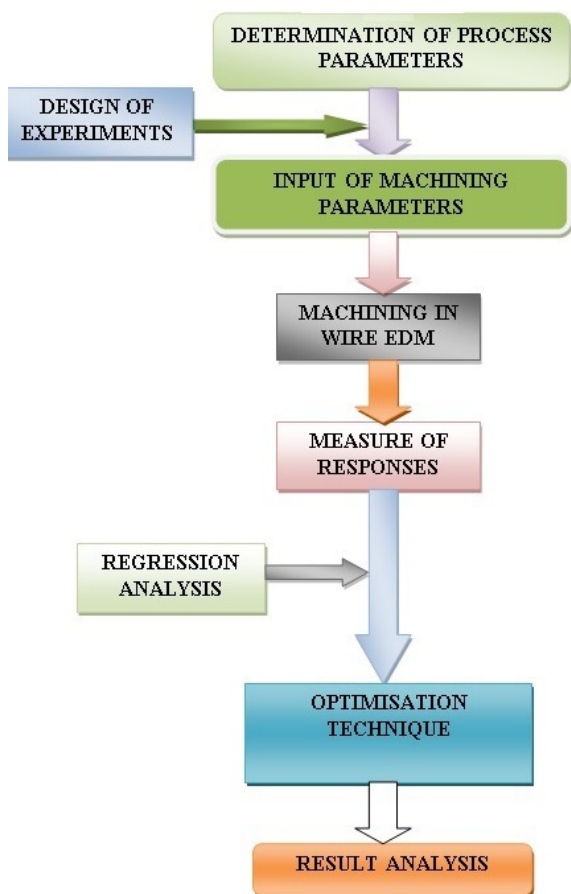 DETERMINATION OF PROCESS
PARAMETERS
DESIGN OF
EXPERIMENTS
INPUT OF MACHINING
PARAMETERS
MACHINING IN
WIRE EDM
MEASURE OF
RESPONSES
REGRESSION
ANALYSIS
OPTIMISATION
TECHNIQUE
RESULT ANALYSIS